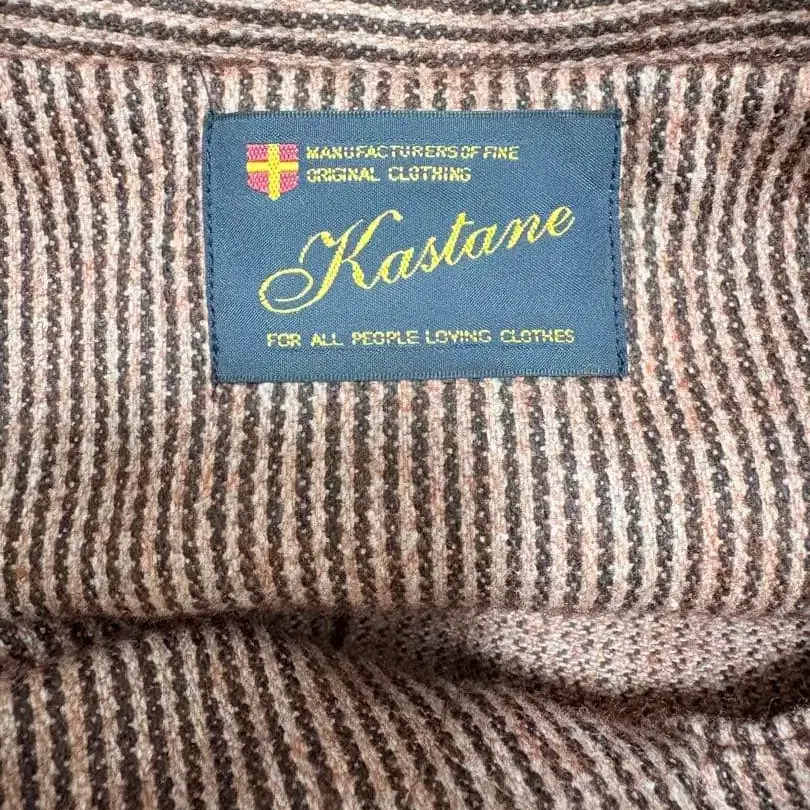 MANUFACTURERS OF FINE
ORIGINAL CLOTHING
Kastane
FOR ALL PEOPLE LOVING CLOTHES